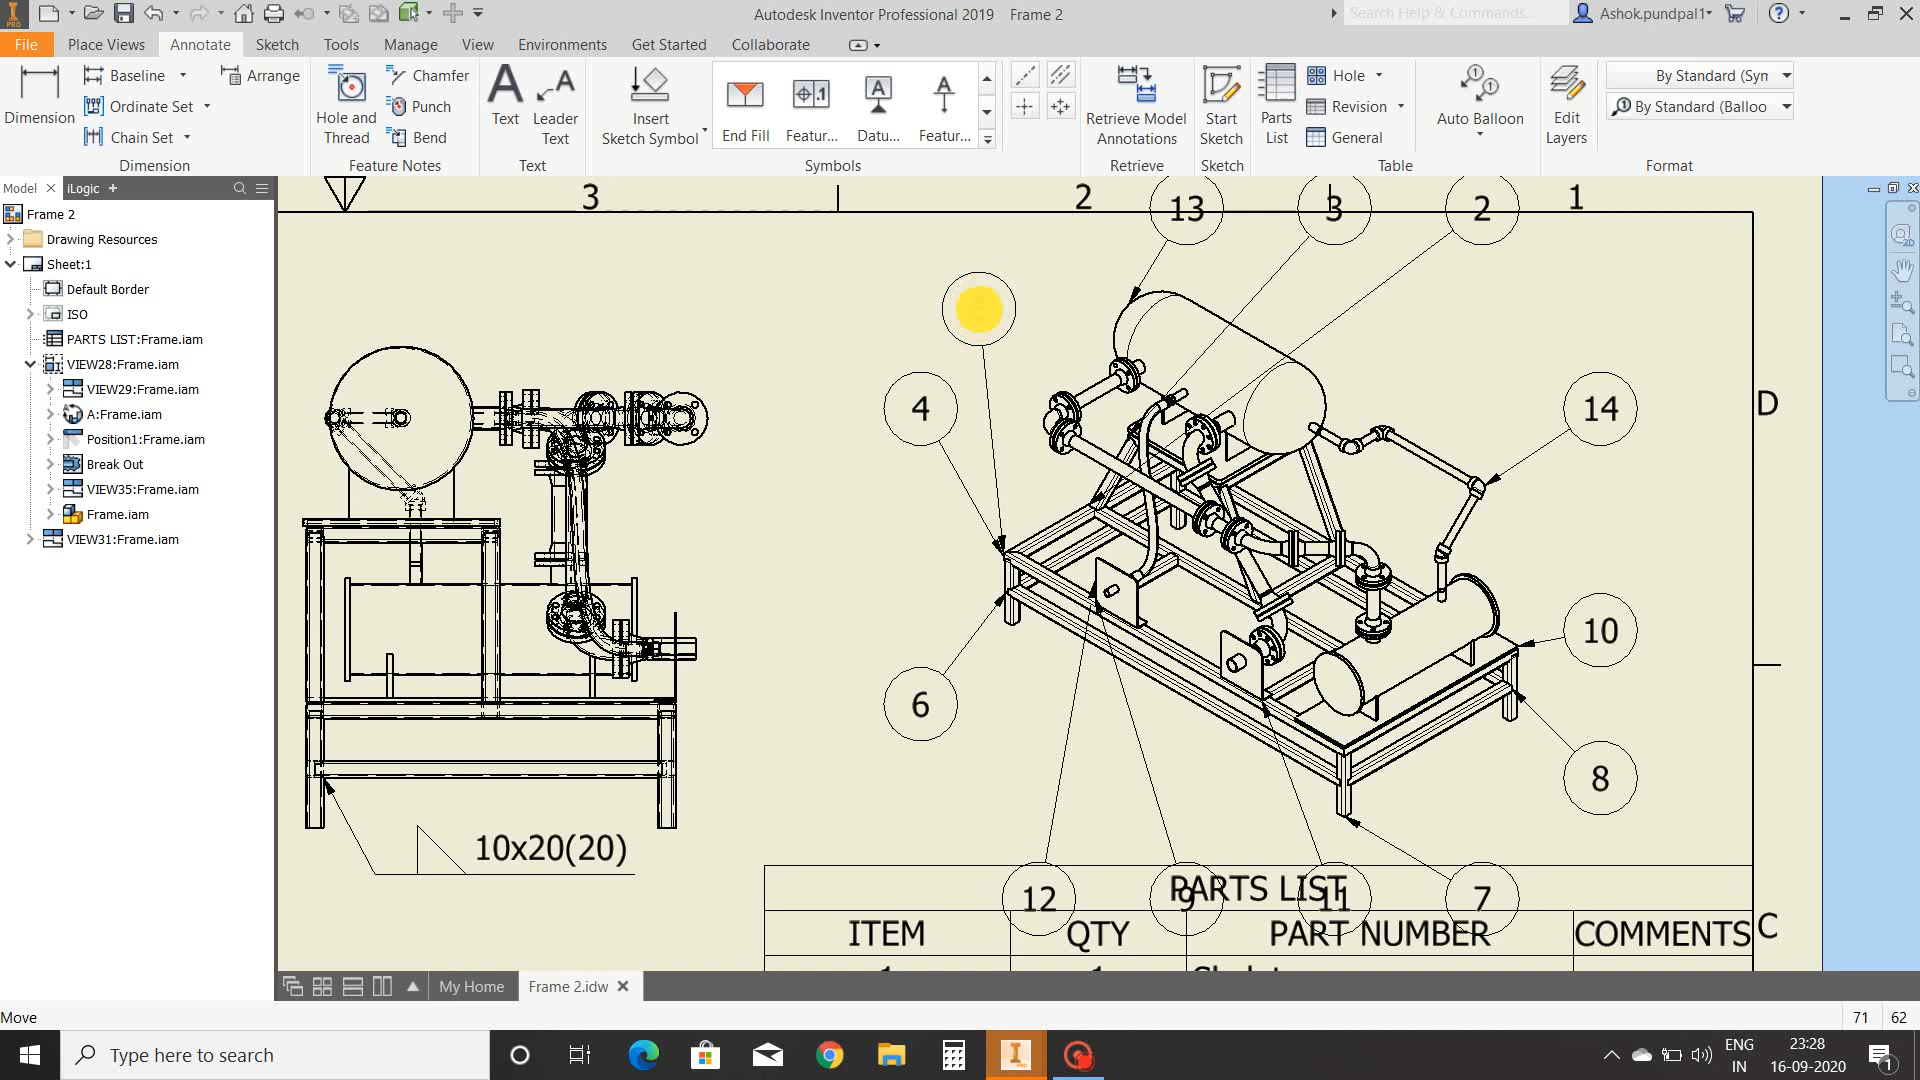 Autodesk Inventor Professional 2019 Frame 2
Search Help & Commands...
Ashok.pundpal1
PRO
File Place Views Annotate Sketch Tools Manage View Environments Get Started Collaborate
Dimension
Baseline
Ordinate Set
Chain Set
Arrange
Dimension
Hole and Thread
Chamfer
Punch
Bend
Feature Notes
Text
Leader Text
Text
Insert Sketch Symbol
End Fill
Featur...
Datu...
Featur...
Symbols
Retrieve Model Annotations
Retrieve
Start Sketch
Sketch
Parts List
Hole
Revision
General
Auto Balloon
Table
Edit Layers
By Standard (Syn
By Standard (Balloo
Format
Model iLogic +
Frame 2
Drawing Resources
Sheet:1
Default Border
ISO
PARTS LIST:Frame.iam
VIEW28:Frame.iam
VIEW29:Frame.iam
A:Frame.iam
Position1:Frame.iam
Break Out
VIEW35:Frame.iam
Frame.iam
VIEW31:Frame.iam
3 2 1
13 3 2
4
14
D
6
10
8
10x20(20)
12 9 11 7
PARTS LIST
ITEM QTY PART NUMBER COMMENTS
C
My Home Frame 2.idw
Move
71 62
Type here to search
ENG
IN
23:28
16-09-2020
1